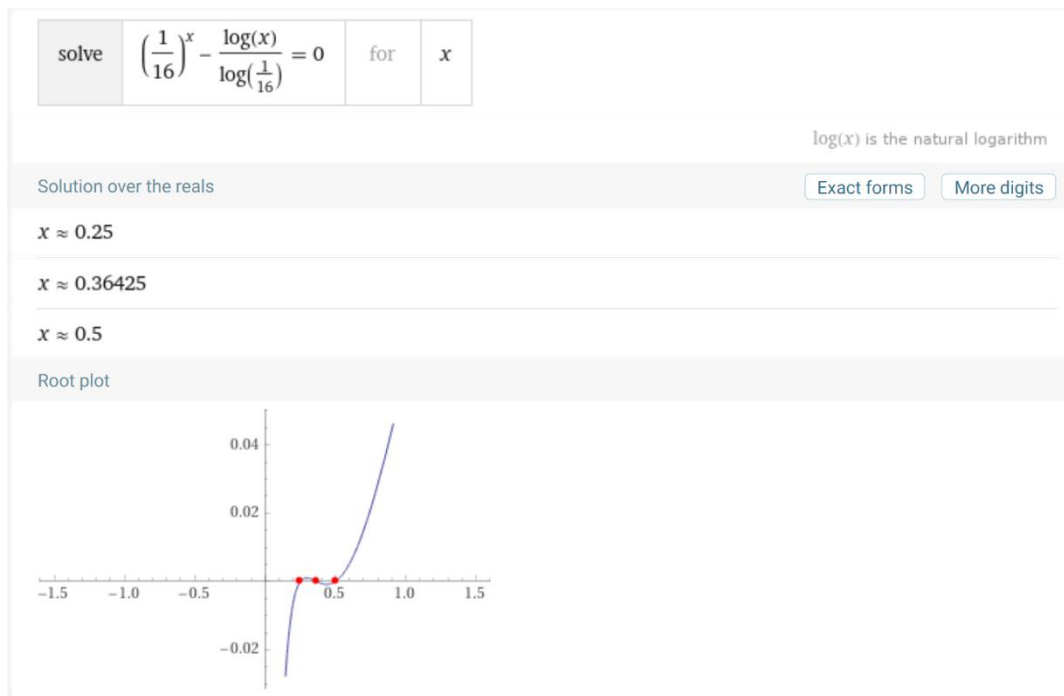 solve (1/16)^x - log(x)/log(1/16) = 0 for x
log(x) is the natural logarithm
Solution over the reals Exact forms More digits
x ≈ 0.25
x ≈ 0.36425
x ≈ 0.5
Root plot
0.04
0.02
−1.5 −1.0 −0.5 0.5 1.0 1.5
−0.02